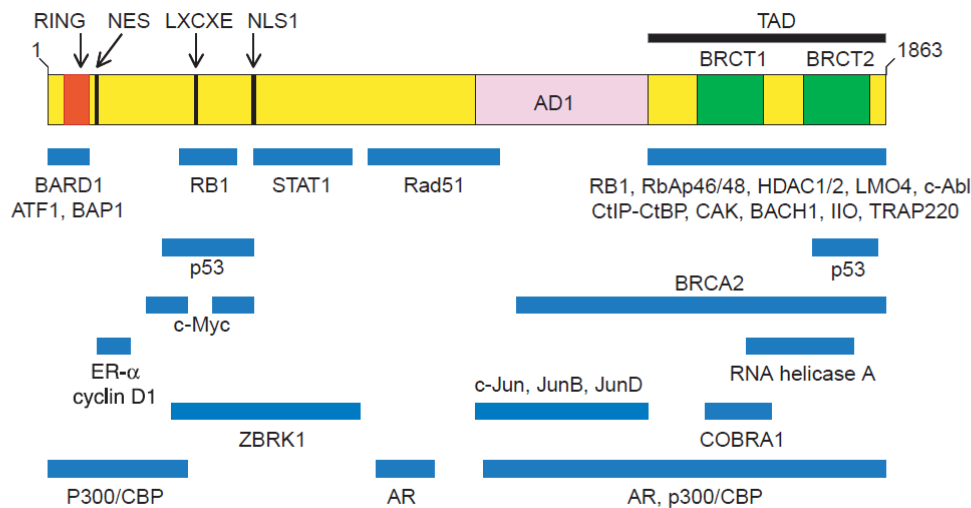 RING NES LXCXE NLS1 TAD
1 BRCT1 BRCT2 1863
AD1
BARD1 RB1 STAT1 Rad51 RB1, RbAp46/48, HDAC1/2, LMO4, c-Abl
ATF1, BAP1 CtIP-CtBP, CAK, BACH1, IIO, TRAP220
p53 p53
BRCA2
c-Myc
ER-α RNA helicase A
cyclin D1 c-Jun, JunB, JunD
ZBRK1 COBRA1
P300/CBP AR AR, p300/CBP